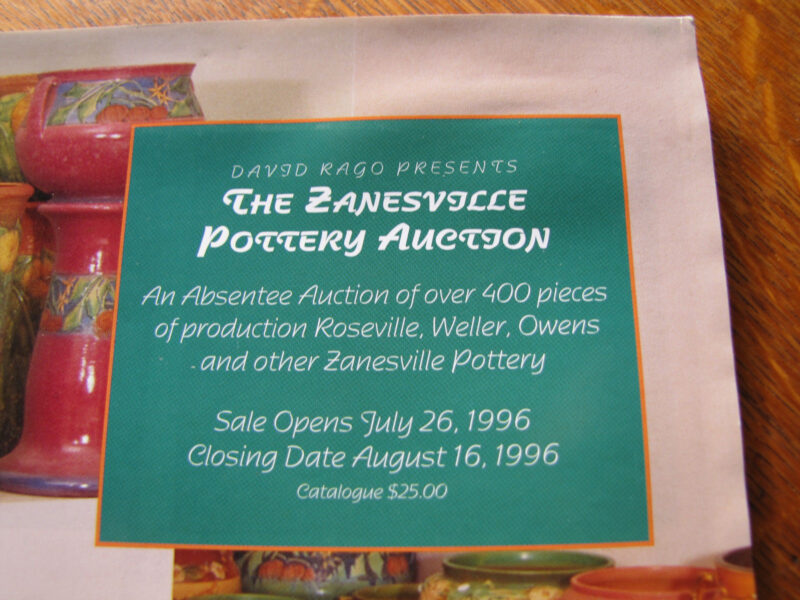 DAVID RAGO PRESENTS
THE ZANESVILLE
POTTERY AUCTION
An Absentee Auction of over 400 pieces
of production Roseville, Weller, Owens
and other Zanesville Pottery
Sale Opens July 26, 1996
Closing Date August 16, 1996
Catalogue $25.00